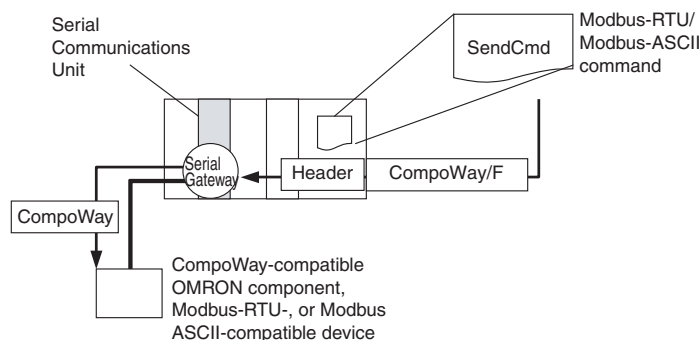 Serial
Communications
Unit
SendCmd
Modbus-RTU/
Modbus-ASCII
command
Serial
Gateway
Header
CompoWay/F
CompoWay
CompoWay-compatible
OMRON component,
Modbus-RTU-, or Modbus
ASCII-compatible device